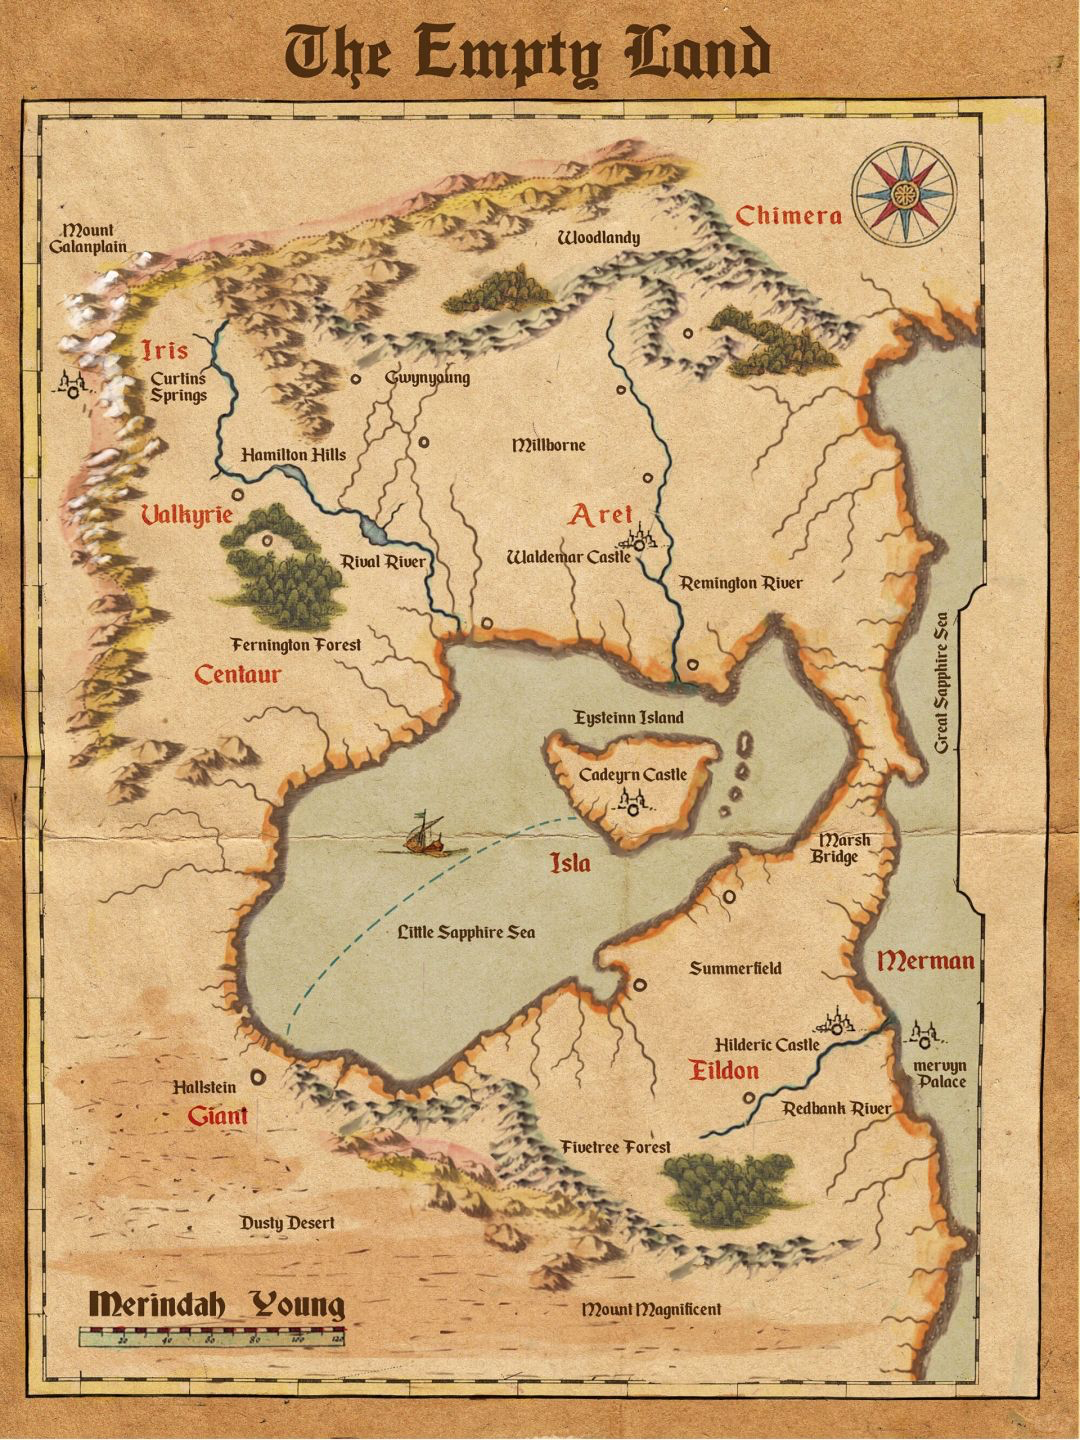 The Empty Land
Chimera
Mount
Galanplain
Woodlandy
Iris
Curtins
Springs
Gwynyoung
Hamilton Hills
Millborne
Valkyrie
Aret
Waldemar Castle
Rival River
Remington River
Fernington Forest
Centaur
Great Sapphire Sea
Eysteinn Island
Cadeyrn Castle
Marsh
Bridge
Isla
Little Sapphire Sea
Merman
Summerfield
Hilderic Castle
Eildon
mervyn
Palace
Hallstein
Giant
Redbank River
Fivetree Forest
Dusty Desert
Merindah Young
20 40 60 80 100 120
Mount Magnificent